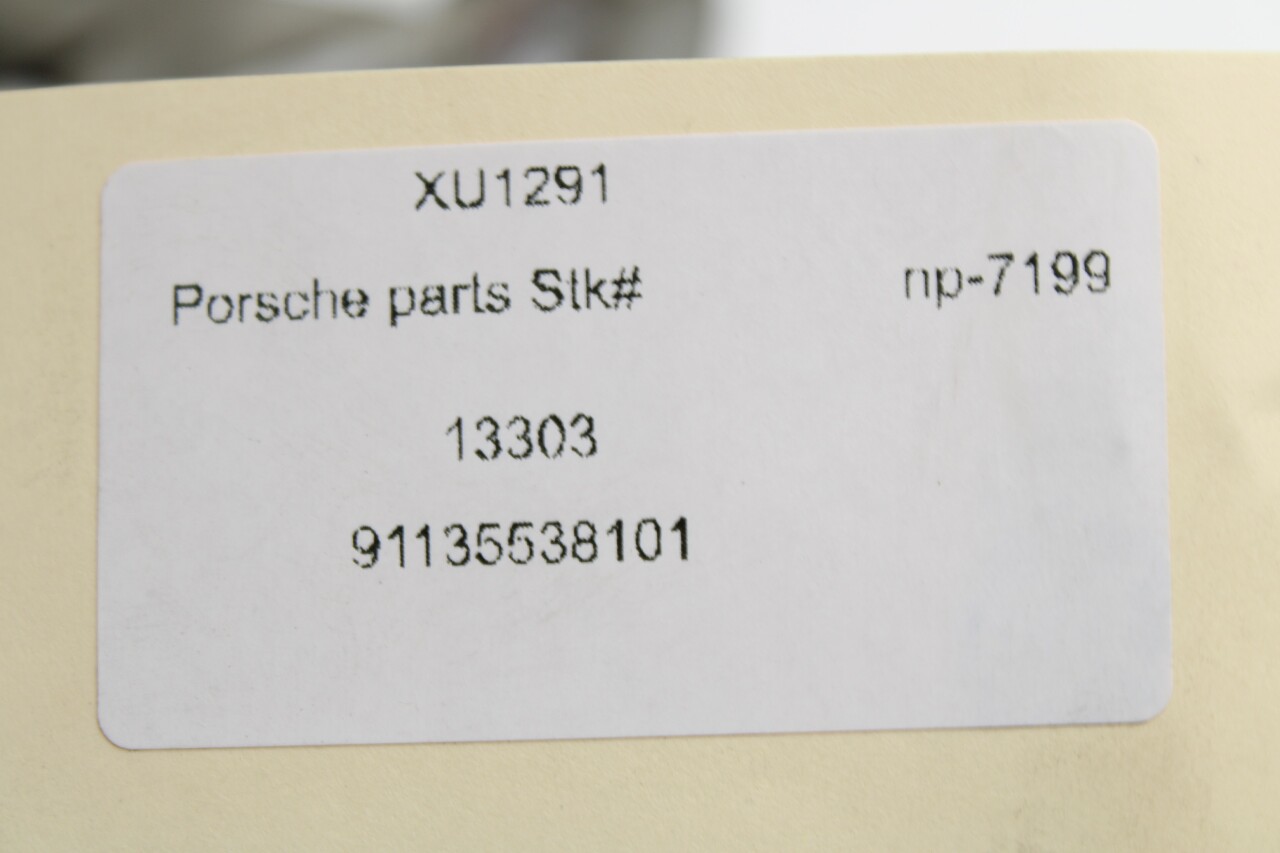 XU1291
Porsche parts Stk# np-7199
13303
91135538101